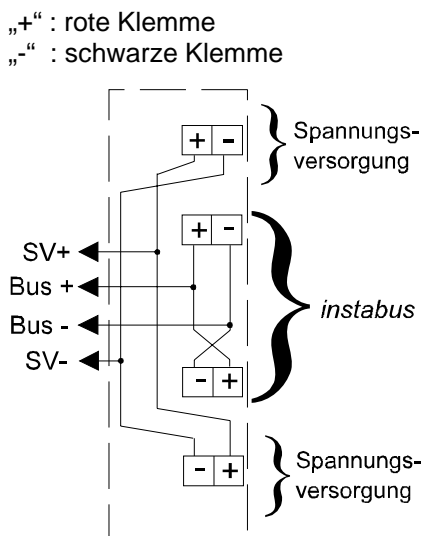 „+“ : rote Klemme
„-“ : schwarze Klemme
+ -
Spannungs-
versorgung
+ -
SV+
Bus +
instabus
Bus -
SV-
- +
- +
Spannungs-
versorgung